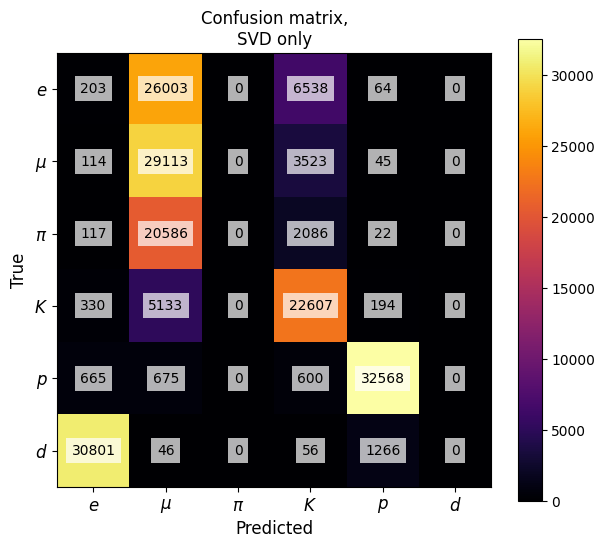 Confusion matrix,
SVD only
True
e 203 26003 0 6538 64 0
μ 114 29113 0 3523 45 0
π 117 20586 0 2086 22 0
K 330 5133 0 22607 194 0
p 665 675 0 600 32568 0
d 30801 46 0 56 1266 0
e μ π K p d
Predicted
30000
25000
20000
15000
10000
5000
0